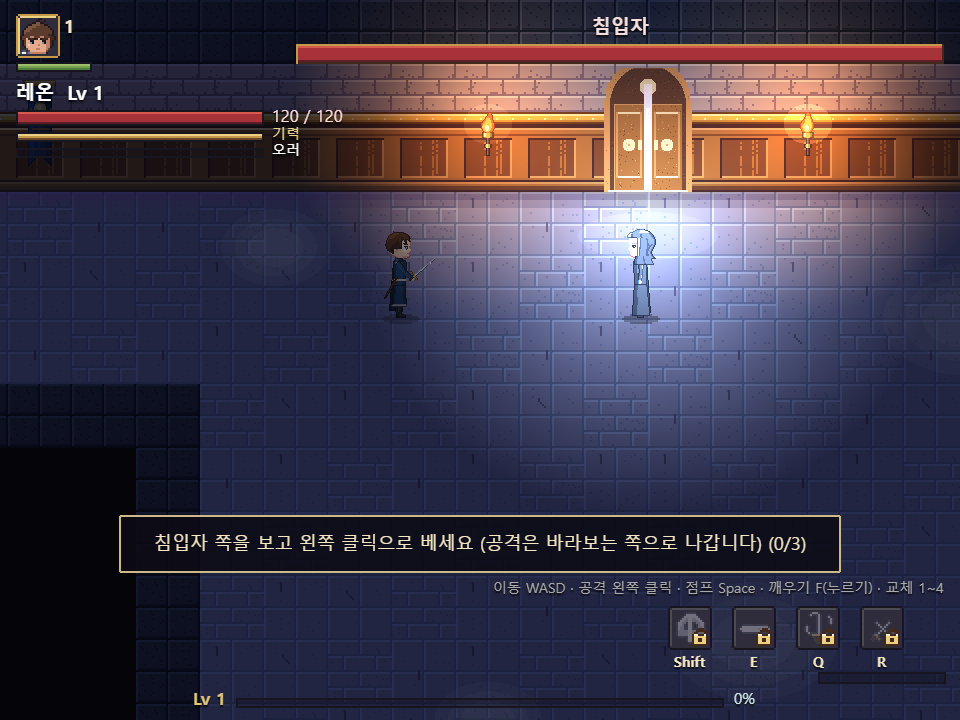 1
침입자
레온 Lv 1
120 / 120
기력
오러
침입자 쪽을 보고 왼쪽 클릭으로 베세요 (공격은 바라보는 쪽으로 나갑니다) (0/3)
이동 WASD · 공격 왼쪽 클릭 · 점프 Space · 깨우기 F(누르기) · 교체 1~4
Shift E Q R
Lv 1 0%